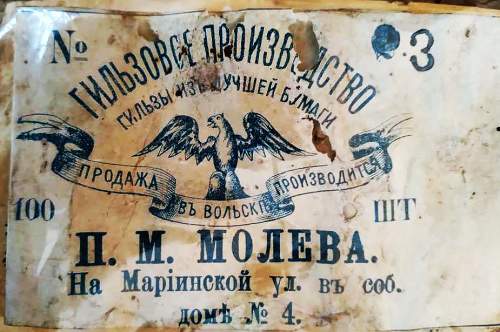 № 3
ГИЛЬЗОВОЕ ПРОИЗВОДСТВО
ГИЛЬЗЫ ИЗЪ ЛУЧШЕЙ БУМАГИ
ПРОДАЖА ВЪ ВОЛЬСКѢ ПРОИЗВОДИТСЯ
100 ШТ
П. М. МОЛЕВА.
На Маріинской ул. въ соб.
домѣ № 4.